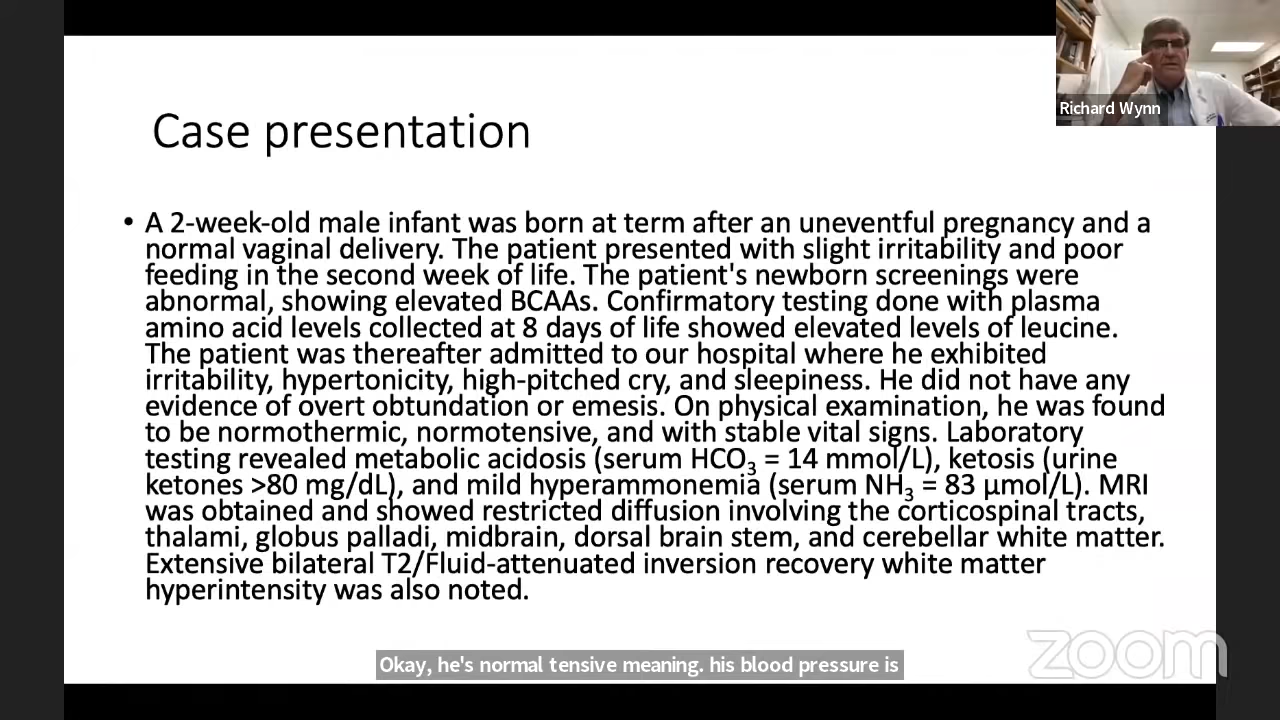 Richard Wynn
Case presentation
• A 2-week-old male infant was born at term after an uneventful pregnancy and a
normal vaginal delivery. The patient presented with slight irritability and poor
feeding in the second week of life. The patient's newborn screenings were
abnormal, showing elevated BCAAs. Confirmatory testing done with plasma
amino acid levels collected at 8 days of life showed elevated levels of leucine.
The patient was thereafter admitted to our hospital where he exhibited
irritability, hypertonicity, high-pitched cry, and sleepiness. He did not have any
evidence of overt obtundation or emesis. On physical examination, he was found
to be normothermic, normotensive, and with stable vital signs. Laboratory
testing revealed metabolic acidosis (serum HCO₃ = 14 mmol/L), ketosis (urine
ketones >80 mg/dL), and mild hyperammonemia (serum NH₃ = 83 μmol/L). MRI
was obtained and showed restricted diffusion involving the corticospinal tracts,
thalami, globus palladi, midbrain, dorsal brain stem, and cerebellar white matter.
Extensive bilateral T2/Fluid-attenuated inversion recovery white matter
hyperintensity was also noted.
Okay, he's normal tensive meaning. his blood pressure is
zoom